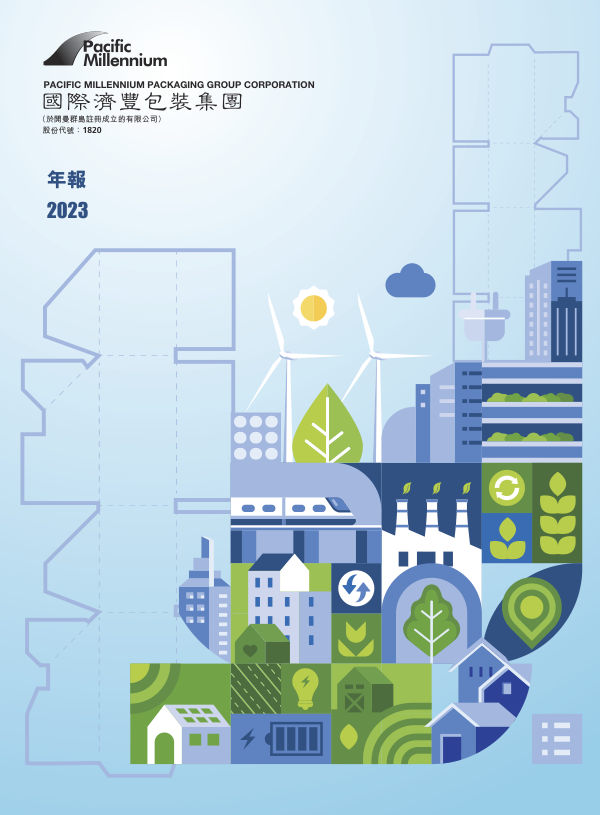 Pacific
Millennium
PACIFIC MILLENNIUM PACKAGING GROUP CORPORATION
國際濟豐包裝集團
(於開曼群島註冊成立的有限公司)
股份代號：1820
年報
2023